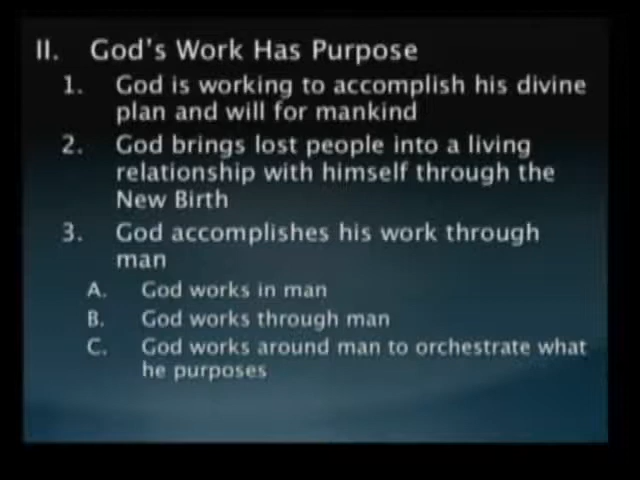 II. God's Work Has Purpose
1. God is working to accomplish his divine
plan and will for mankind
2. God brings lost people into a living
relationship with himself through the
New Birth
3. God accomplishes his work through
man
A. God works in man
B. God works through man
C. God works around man to orchestrate what
he purposes